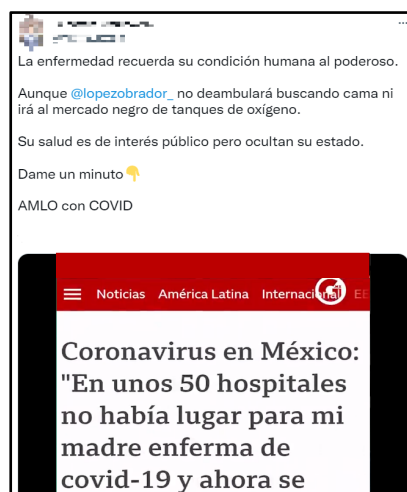 La enfermedad recuerda su condición humana al poderoso.
Aunque @lopezobrador_ no deambulará buscando cama ni
irá al mercado negro de tanques de oxígeno.
Su salud es de interés público pero ocultan su estado.
Dame un minuto👇
AMLO con COVID
Noticias América Latina Internacional
Coronavirus en México:
"En unos 50 hospitales
no había lugar para mi
madre enferma de
covid-19 y ahora se